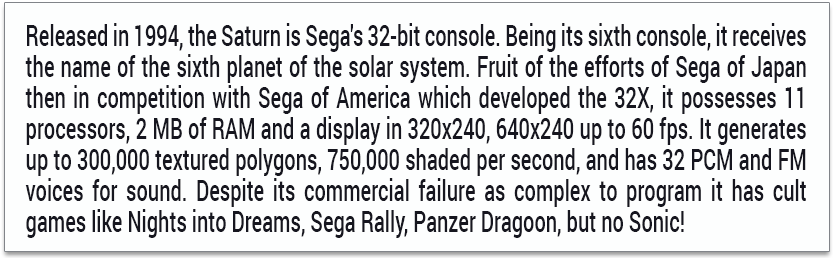 Released in 1994, the Saturn is Sega's 32-bit console. Being its sixth console, it receives
the name of the sixth planet of the solar system. Fruit of the efforts of Sega of Japan
then in competition with Sega of America which developed the 32X, it possesses 11
processors, 2 MB of RAM and a display in 320x240, 640x240 up to 60 fps. It generates
up to 300,000 textured polygons, 750,000 shaded per second, and has 32 PCM and FM
voices for sound. Despite its commercial failure as complex to program it has cult
games like Nights into Dreams, Sega Rally, Panzer Dragoon, but no Sonic!